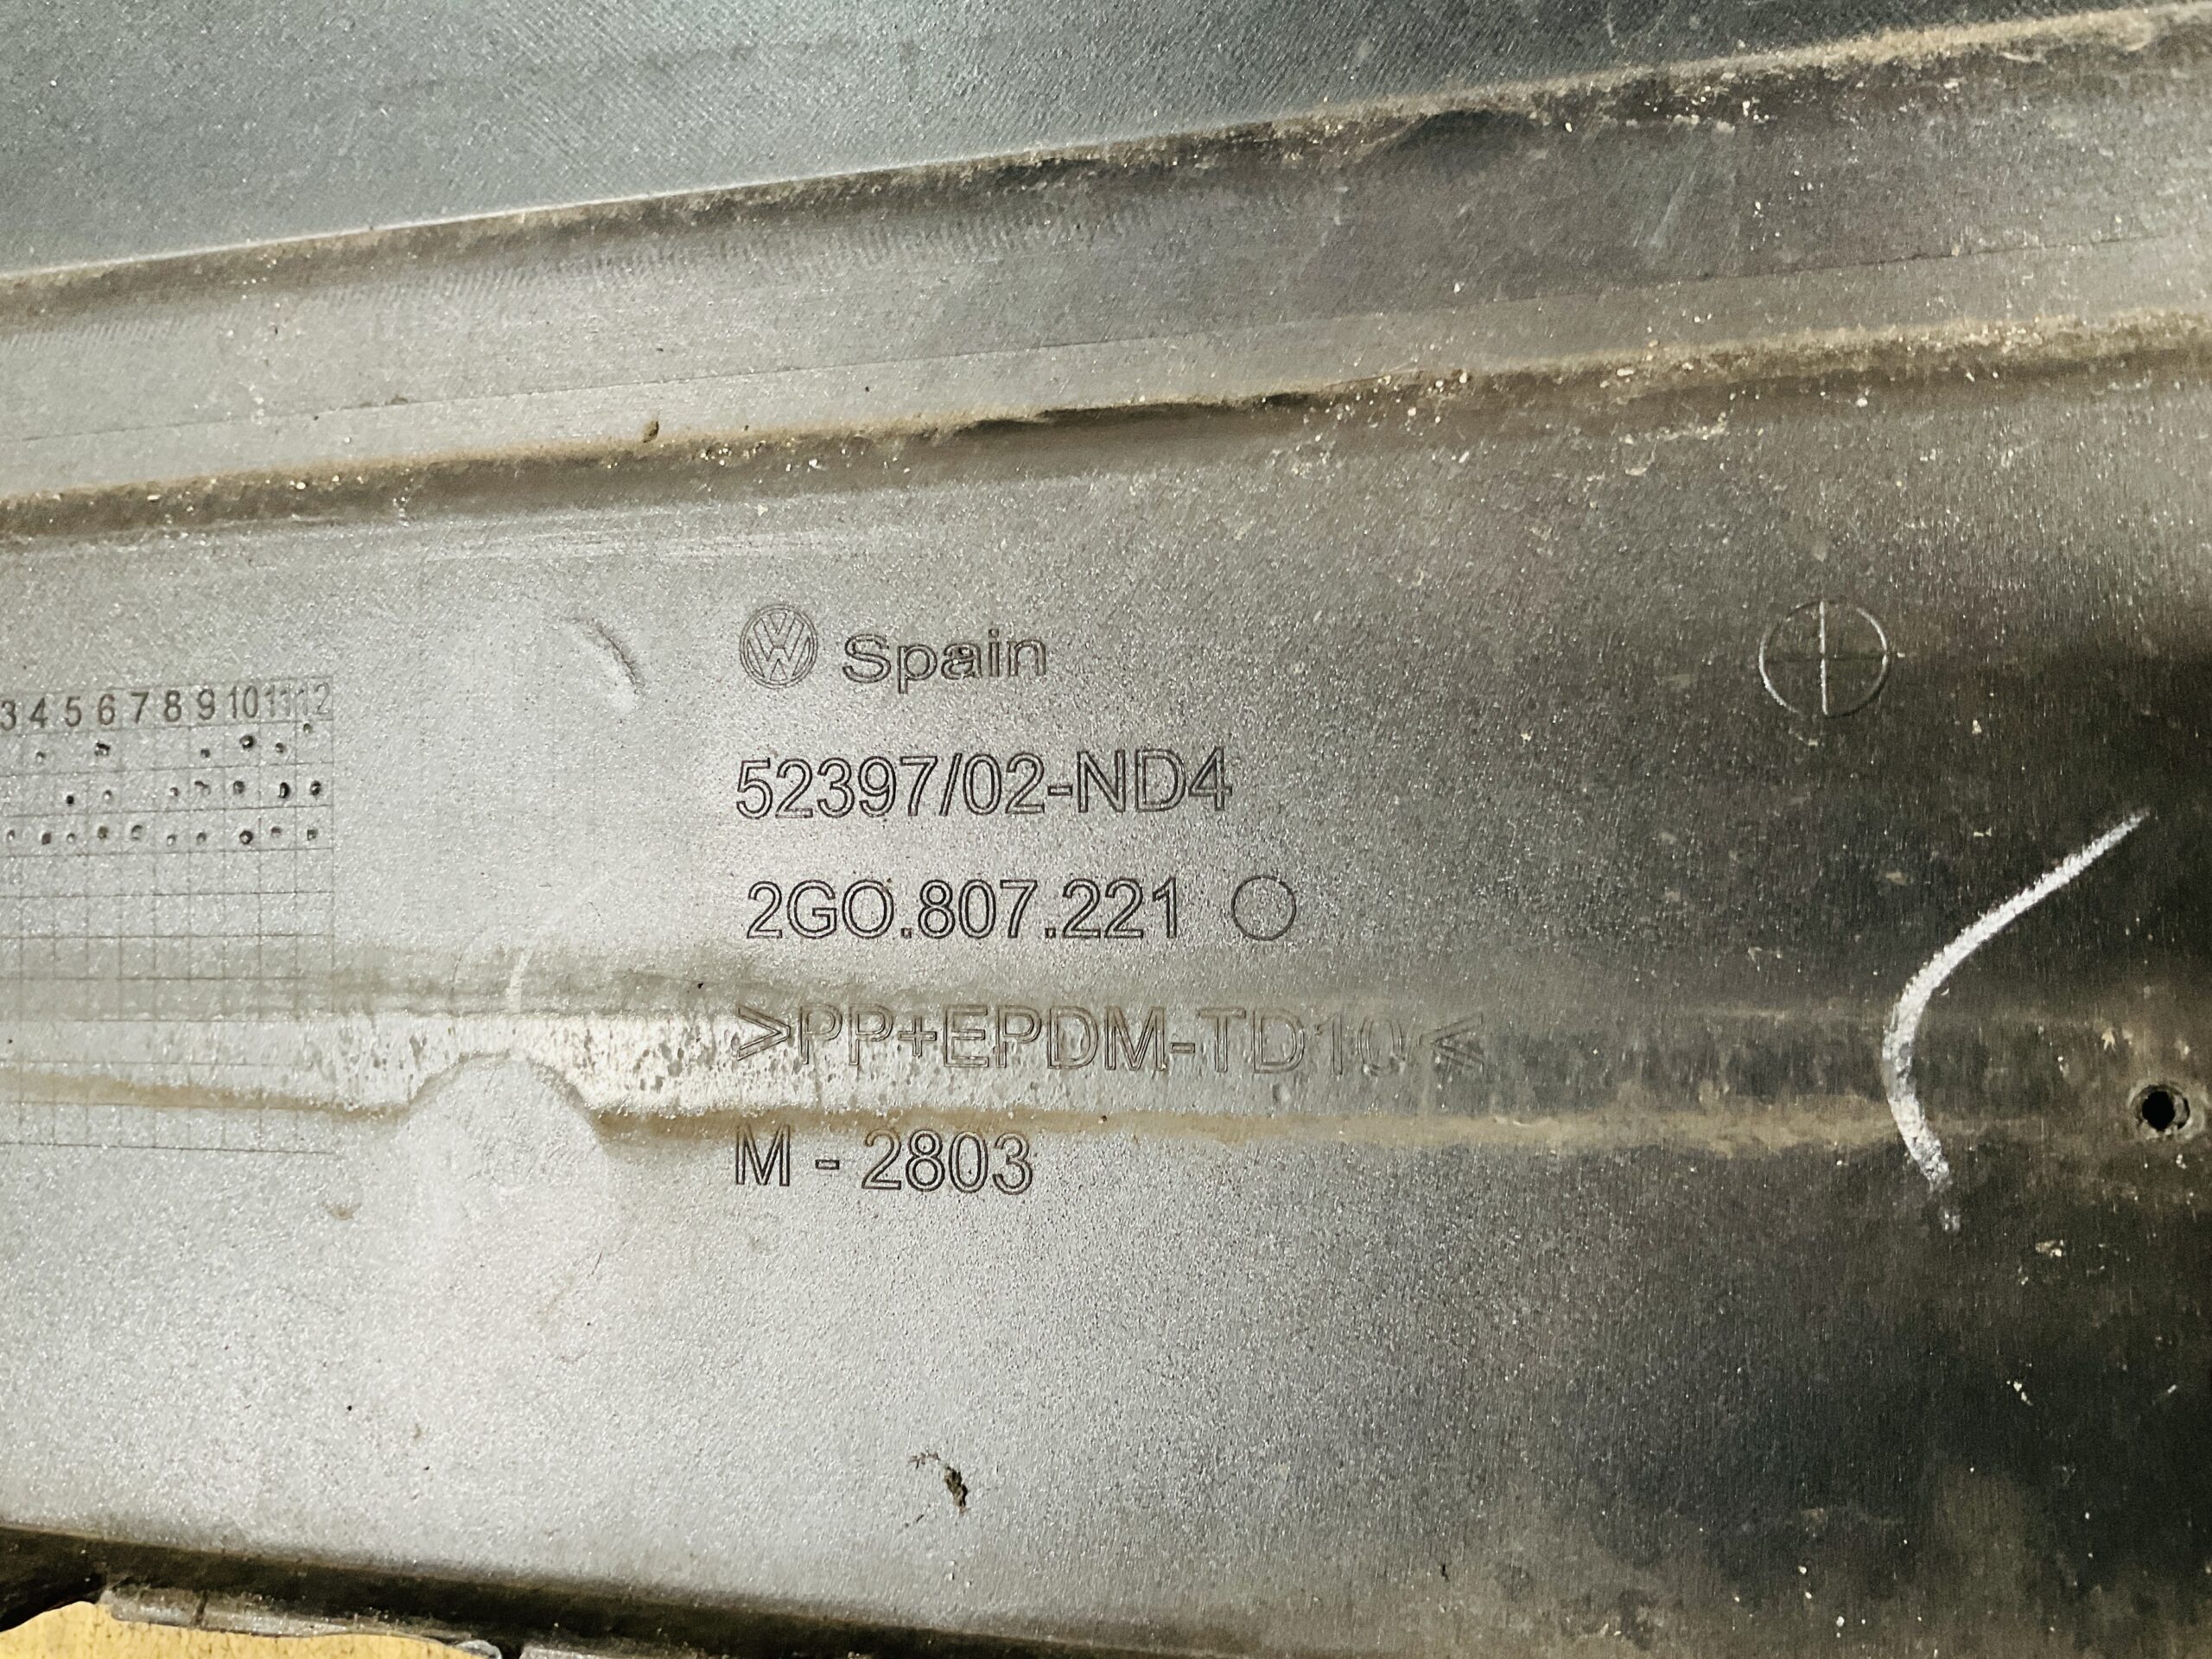 Spain
3 4 5 6 7 8 9 10 11 12
52397/02-ND4
2GO.807.221
>PP+EPDM-TD10<
M - 2803